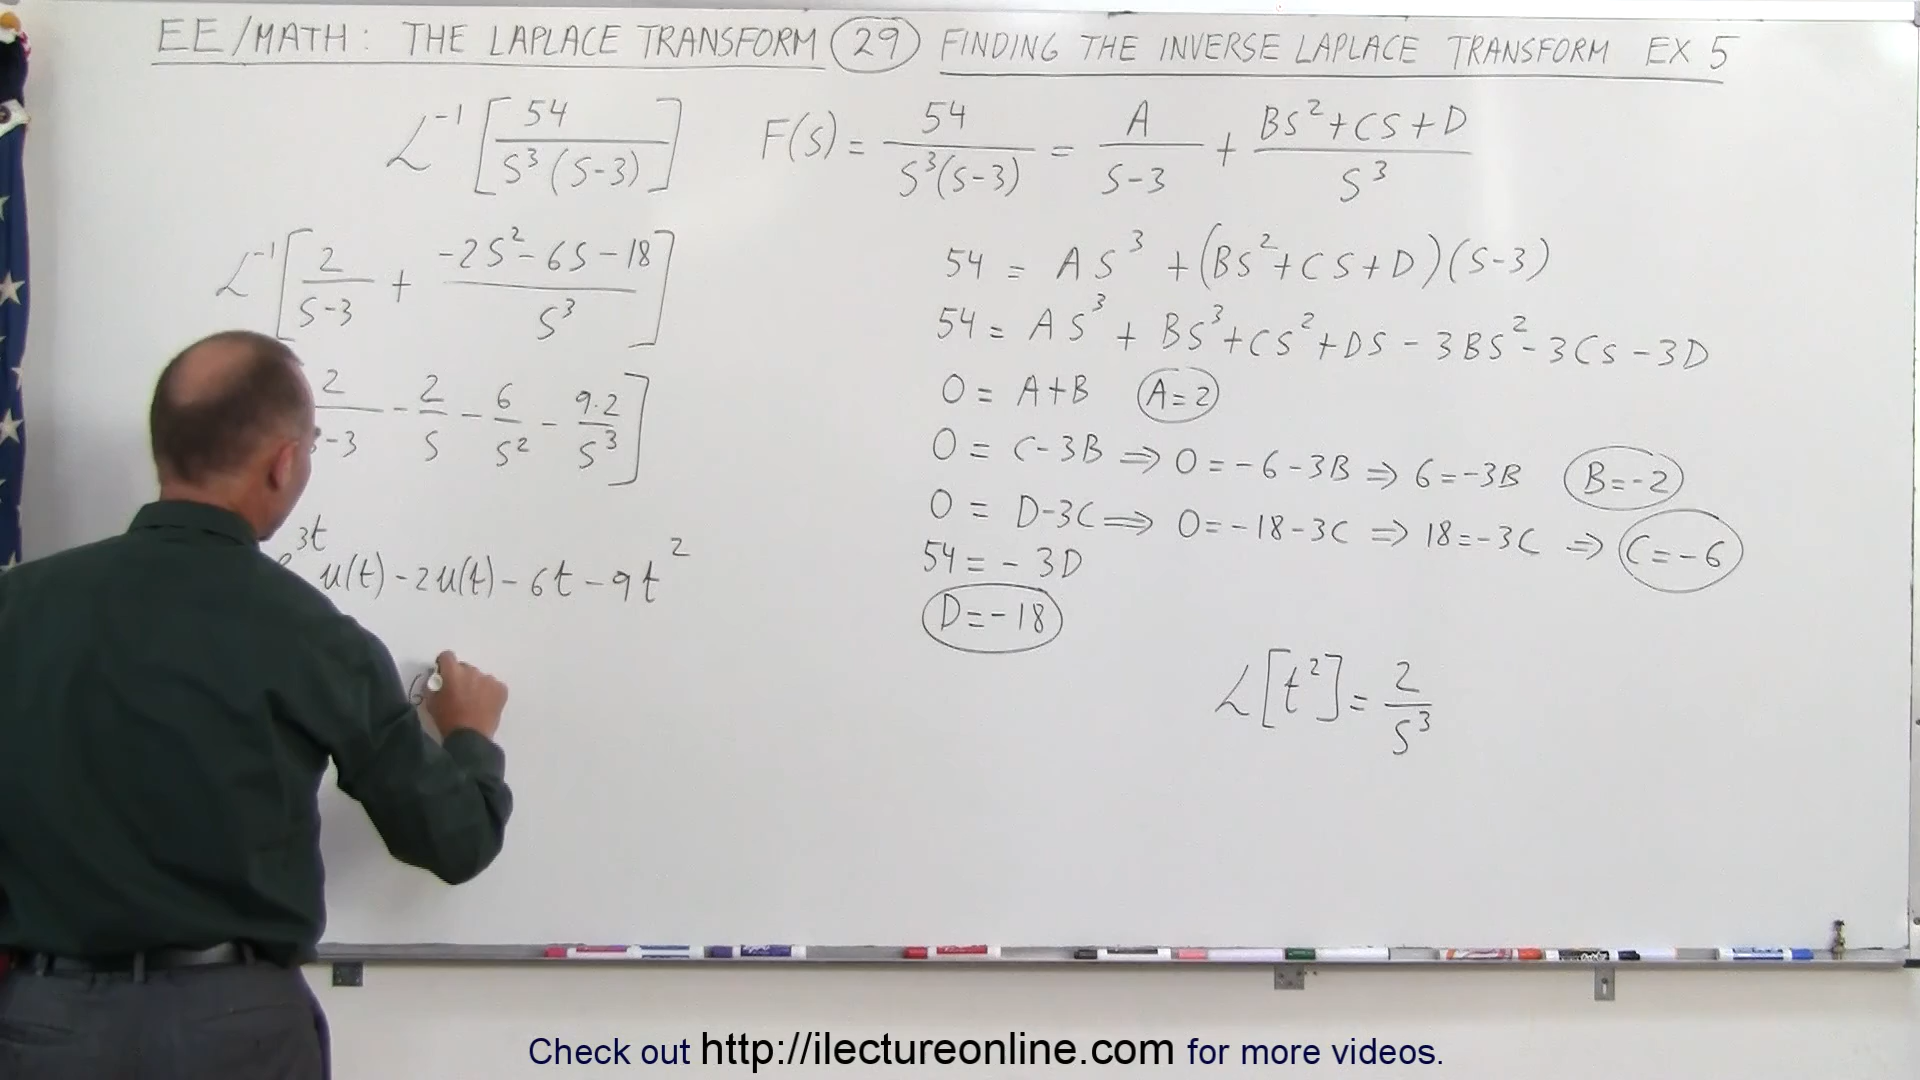 EE/MATH: THE LAPLACE TRANSFORM 29 FINDING THE INVERSE LAPLACE TRANSFORM EX 5
ℒ⁻¹ [54 / S³(S-3)]
F(S) = 54 / S³(S-3) = A / S-3 + BS²+CS+D / S³
ℒ⁻¹ [2 / S-3 + -2S²-6S-18 / S³]
2 / -3 - 2 / S - 6 / S² - 9·2 / S³]
3t u(t) - 2u(t) - 6t - 9t²
54 = AS³ + (BS²+CS+D)(S-3)
54 = AS³ + BS³+CS²+DS - 3BS² - 3CS - 3D
0 = A+B A=2
0 = C-3B ⇒ 0=-6-3B ⇒ 6=-3B B=-2
0 = D-3C ⇒ 0=-18-3C ⇒ 18=-3C ⇒ C=-6
54 = -3D
D=-18
ℒ[t²] = 2 / S³
Check out http://ilectureonline.com for more videos.